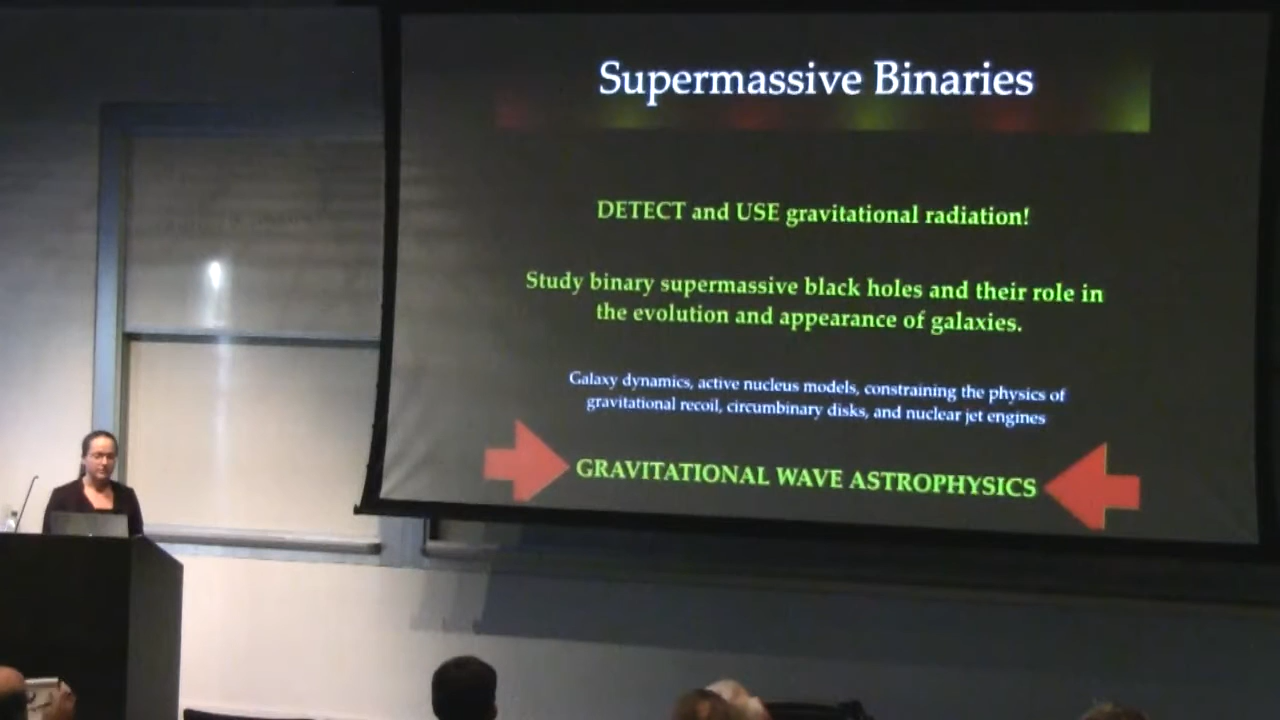 Supermassive Binaries
DETECT and USE gravitational radiation!
Study binary supermassive black holes and their role in
the evolution and appearance of galaxies.
Galaxy dynamics, active nucleus models, constraining the physics of
gravitational recoil, circumbinary disks, and nuclear jet engines
GRAVITATIONAL WAVE ASTROPHYSICS